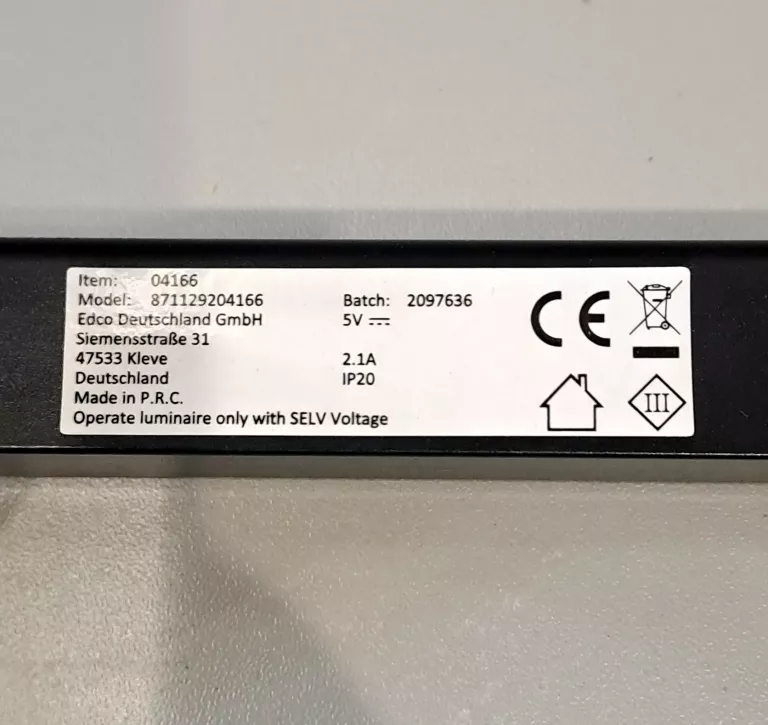 Item: 04166
Model: 871129204166 Batch: 2097636
Edco Deutschland GmbH 5V ⎓
Siemensstraße 31
47533 Kleve 2.1A
Deutschland IP20
Made in P.R.C.
Operate luminaire only with SELV Voltage
CE
III